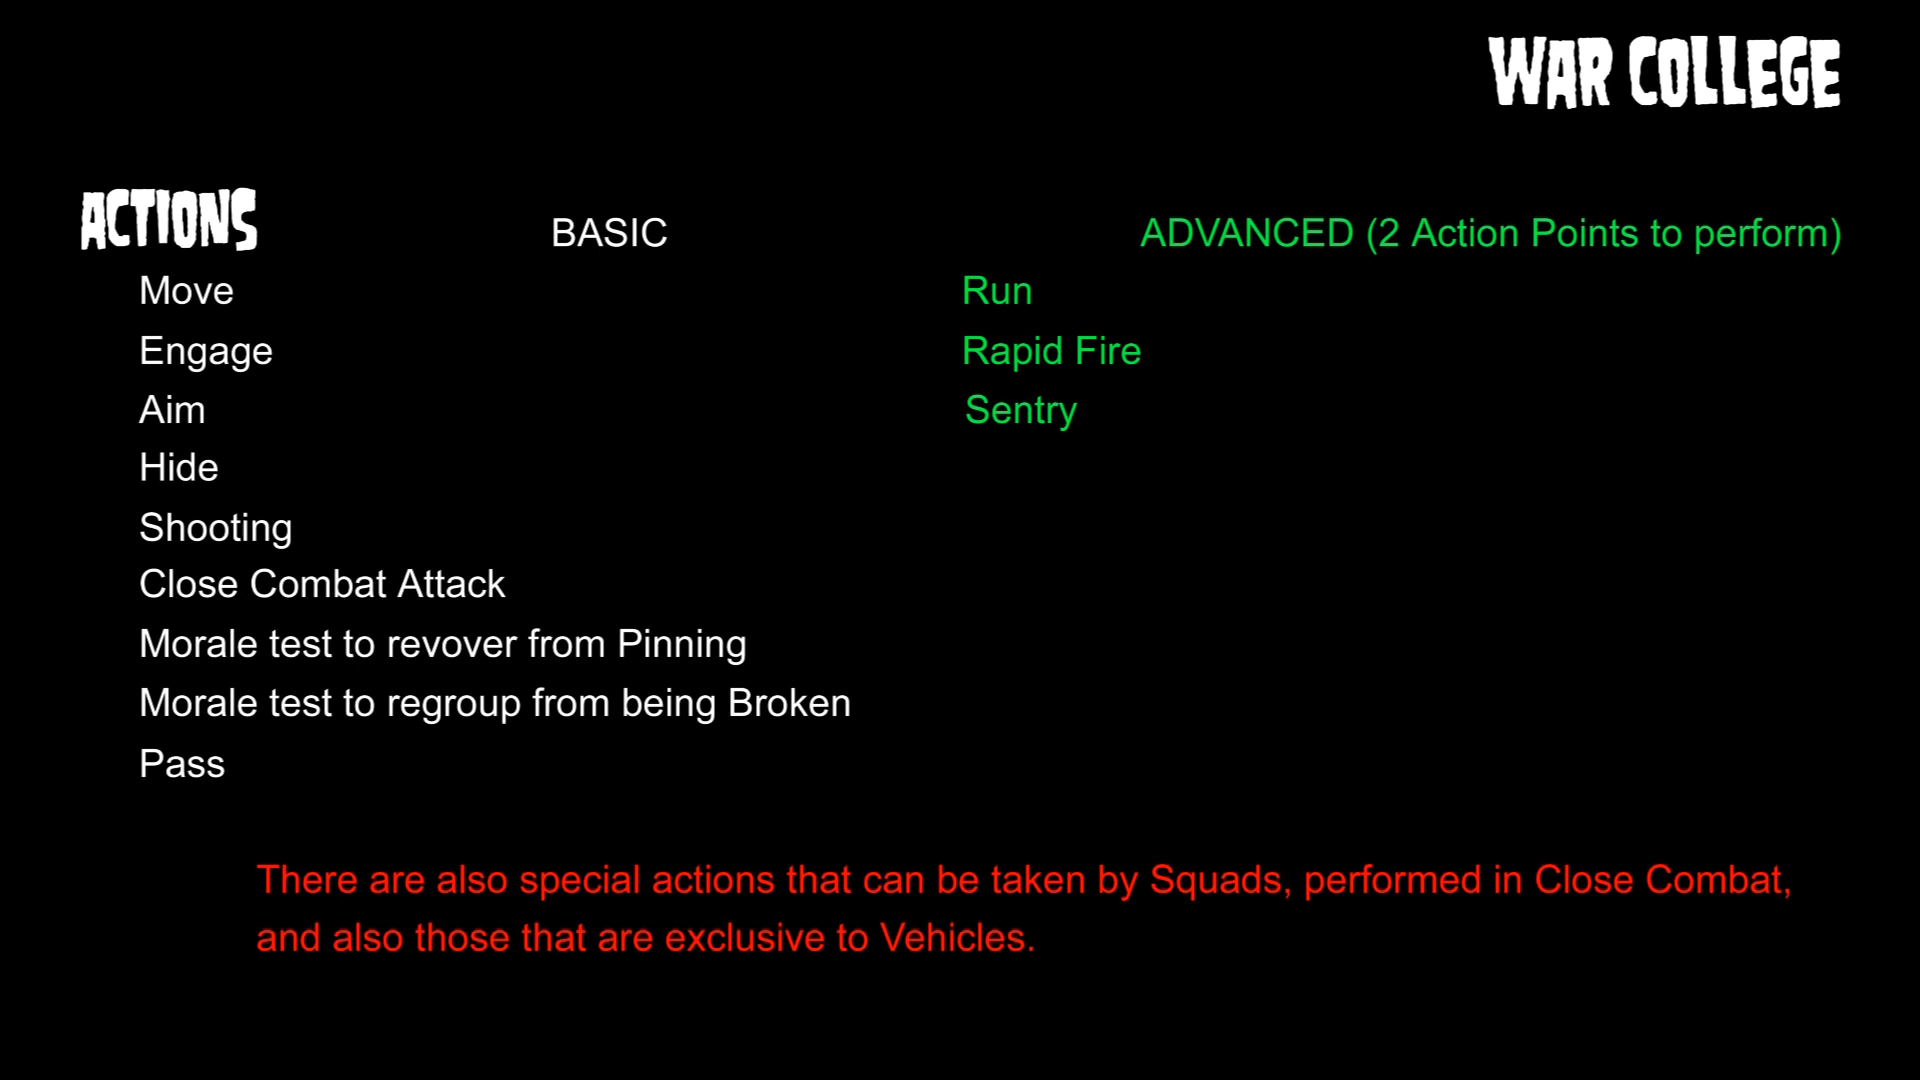 WAR COLLEGE
ACTIONS
BASIC
ADVANCED (2 Action Points to perform)
Move
Run
Engage
Rapid Fire
Aim
Sentry
Hide
Shooting
Close Combat Attack
Morale test to revover from Pinning
Morale test to regroup from being Broken
Pass
There are also special actions that can be taken by Squads, performed in Close Combat,
and also those that are exclusive to Vehicles.